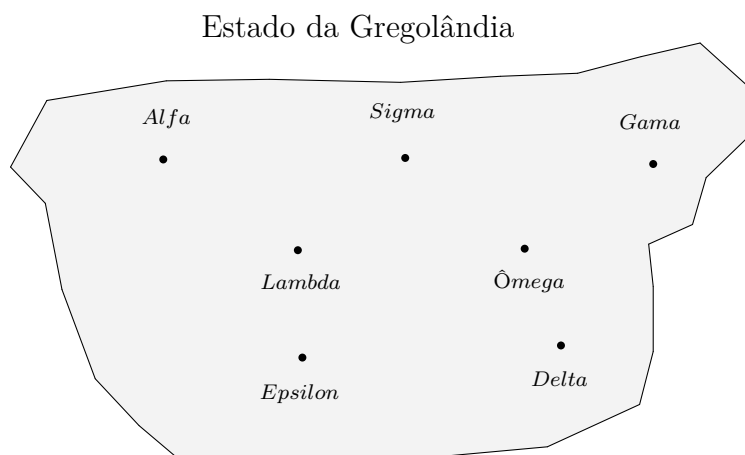 Estado da Gregolândia
Alfa
Sigma
Gama
Lambda
Ômega
Epsilon
Delta